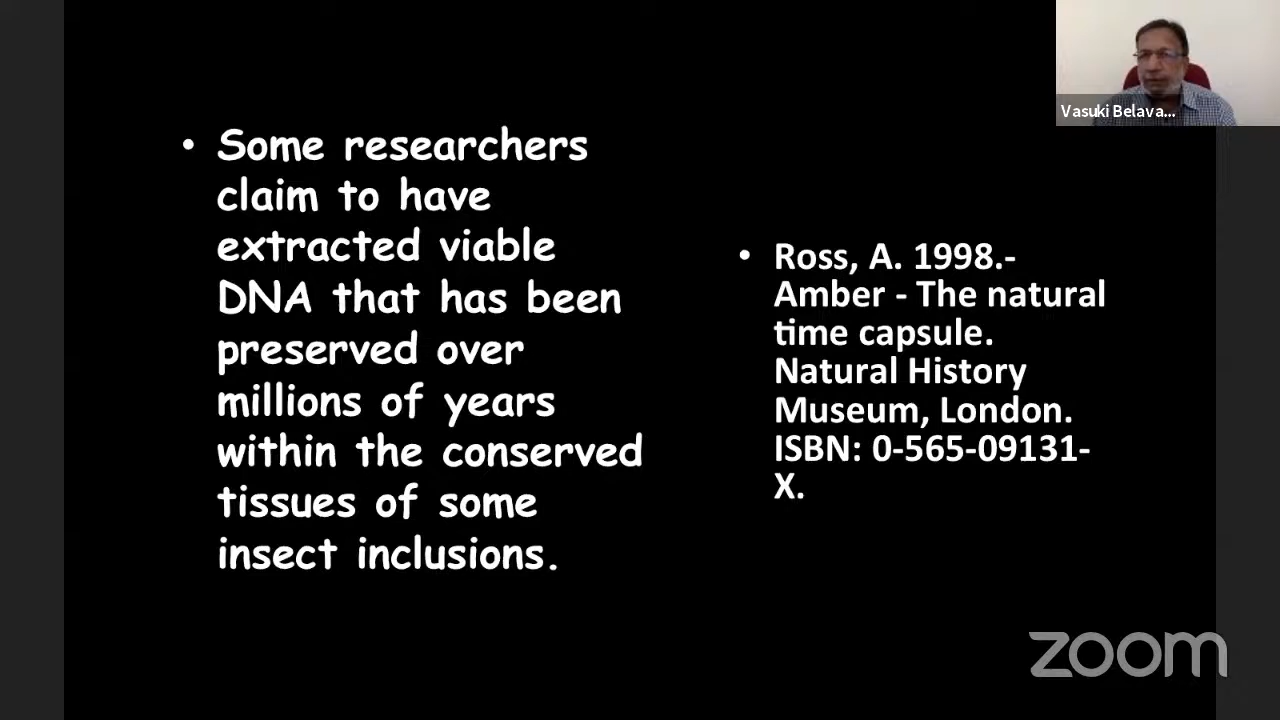 • Some researchers
claim to have
extracted viable
DNA that has been
preserved over
millions of years
within the conserved
tissues of some
insect inclusions.
• Ross, A. 1998.-
Amber - The natural
time capsule.
Natural History
Museum, London.
ISBN: 0-565-09131-
X.
Vasuki Belava...
zoom